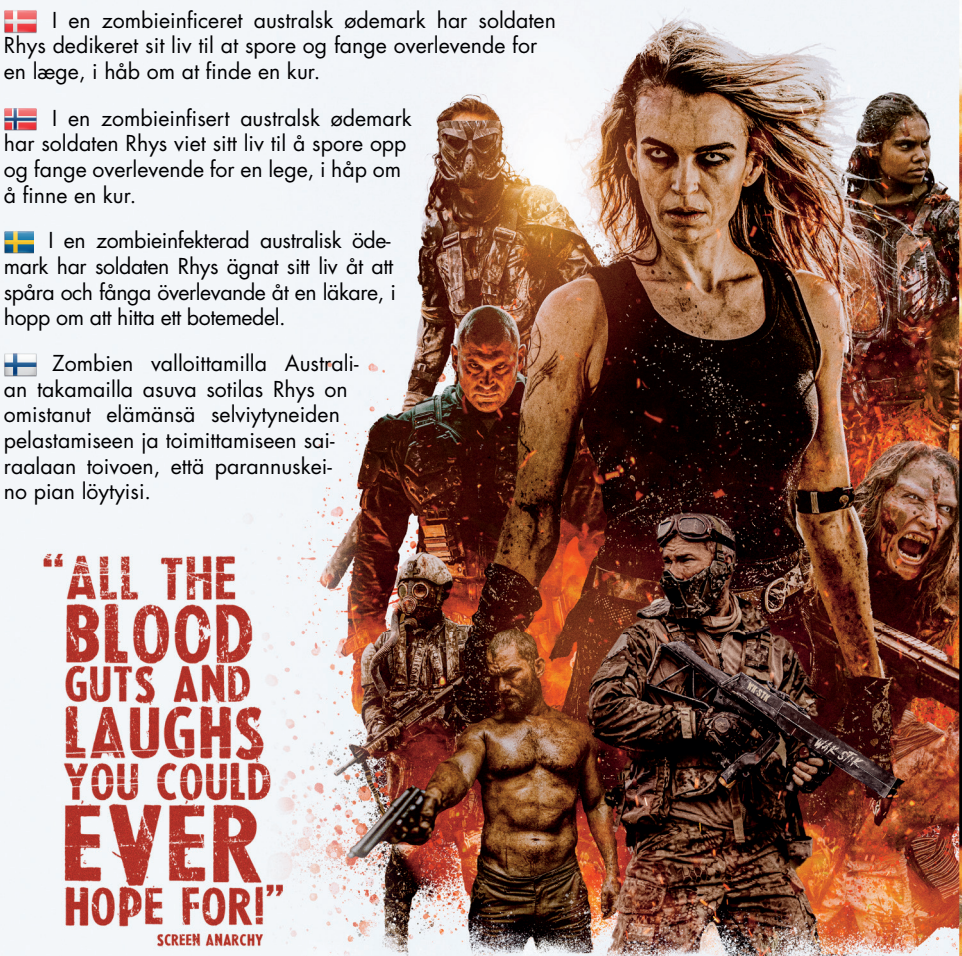 I en zombieinficeret australsk ødemark har soldaten
Rhys dedikeret sit liv til at spore og fange overlevende for
en læge, i håb om at finde en kur.
I en zombieinfisert australsk ødemark
har soldaten Rhys viet sitt liv til å spore opp
og fange overlevende for en lege, i håp om
å finne en kur.
I en zombieinfekterad australisk öde-
mark har soldaten Rhys ägnat sitt liv åt att
spåra och fånga överlevande åt en läkare, i
hopp om att hitta ett botemedel.
Zombien valloittamilla Australi-
an takamailla asuva sotilas Rhys on
omistanut elämänsä selviytyneiden
pelastamiseen ja toimittamiseen sai-
raalaan toivoen, että parannuskei-
no pian löytyisi.
“ALL THE
BLOOD
GUTS AND
LAUGHS
YOU COULD
EVER
HOPE FOR!”
SCREEN ANARCHY
STIK